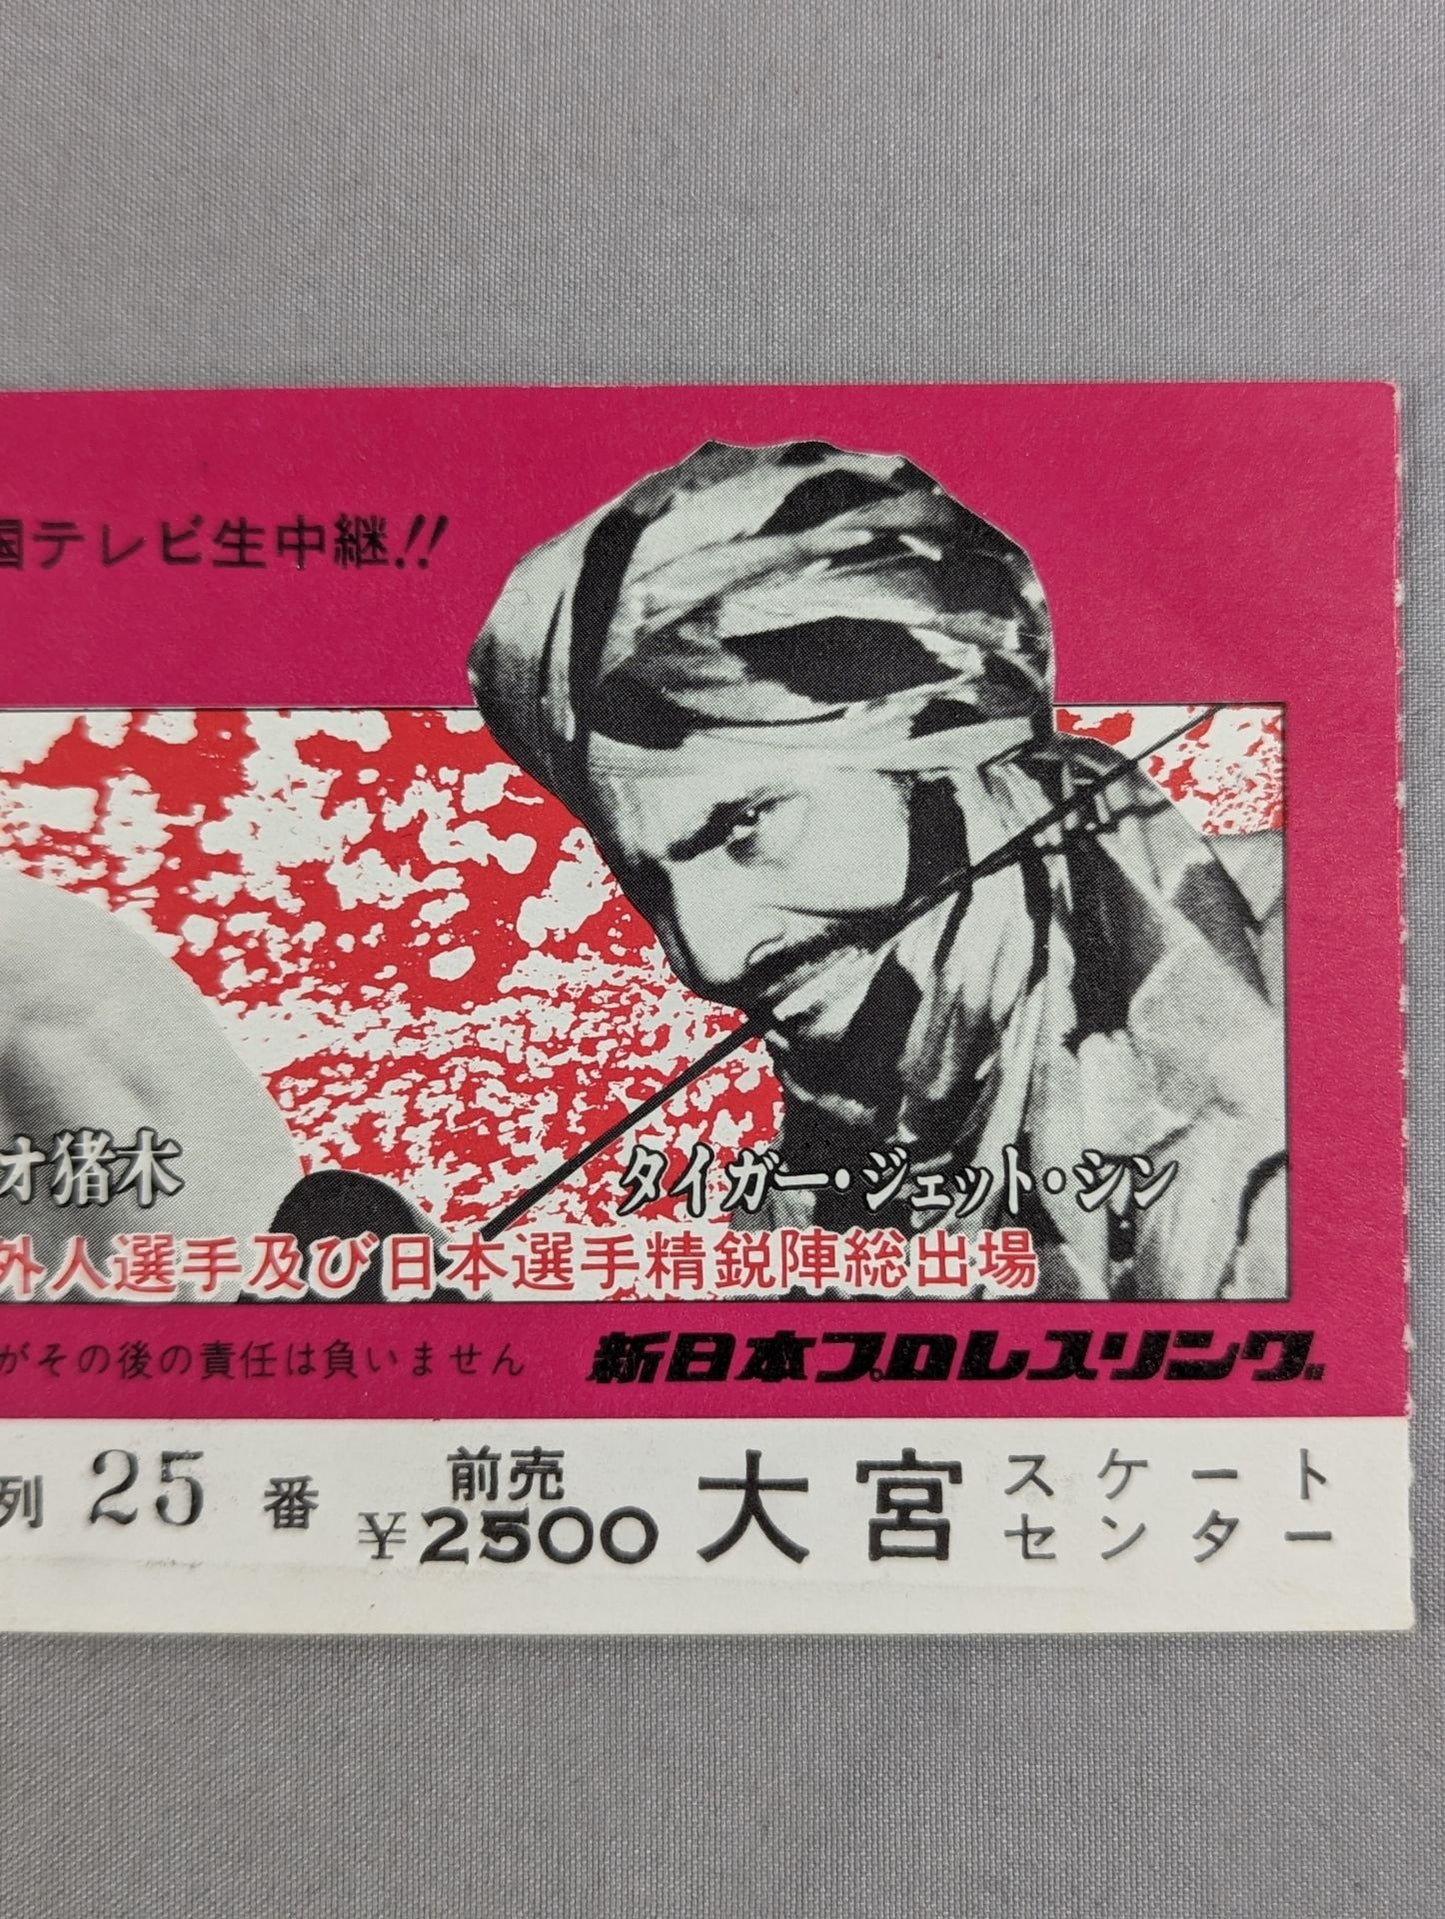 国テレビ生中継!!
オ猪木
タイガー・ジェット・シン
外人選手及び日本選手精鋭陣総出場
がその後の責任は負いません
新日本プロレスリング
列 25 番
前売
¥2500
大宮
スケート
センター